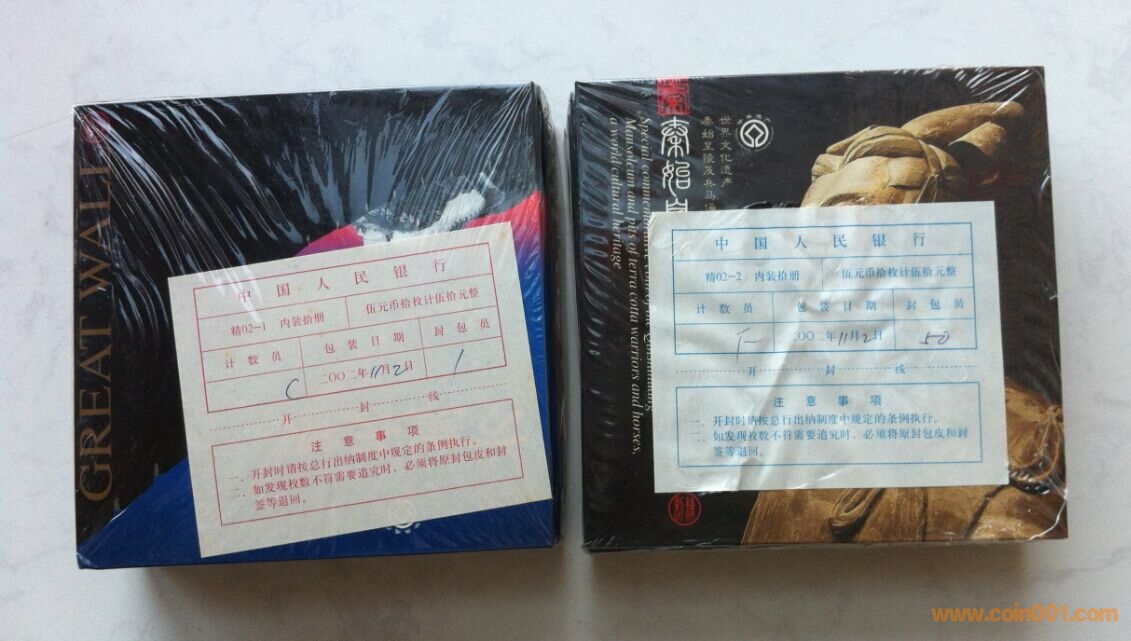 GREAT WALL
中国人民银行
精02-1 内装拾册 伍元币拾枚计伍拾元整
计数员 包装日期 封包员
C 二〇〇二年11月2日 1
开 封 线
注意事项
一、开封时请按总行出纳制度中规定的条例执行。
二、如发现枚数不符需要追究时，必须将原封包皮和封
签等退回。
秦始皇
世界文化遗产
秦始皇陵及兵马俑
Special commemorative coin of the Qinshihuang
Mausoleum and pits of terra cotta warriors and horses,
a world cultural heritage
中国人民银行
精02-2 内装拾册 伍元币拾枚计伍拾元整
计数员 包装日期 封包员
二〇〇二年11月2日 50
开 封 线
注意事项
一、开封时请按总行出纳制度中规定的条例执行。
二、如发现枚数不符需要追究时，必须将原封包皮和封
签等退回。
www.coin001.com